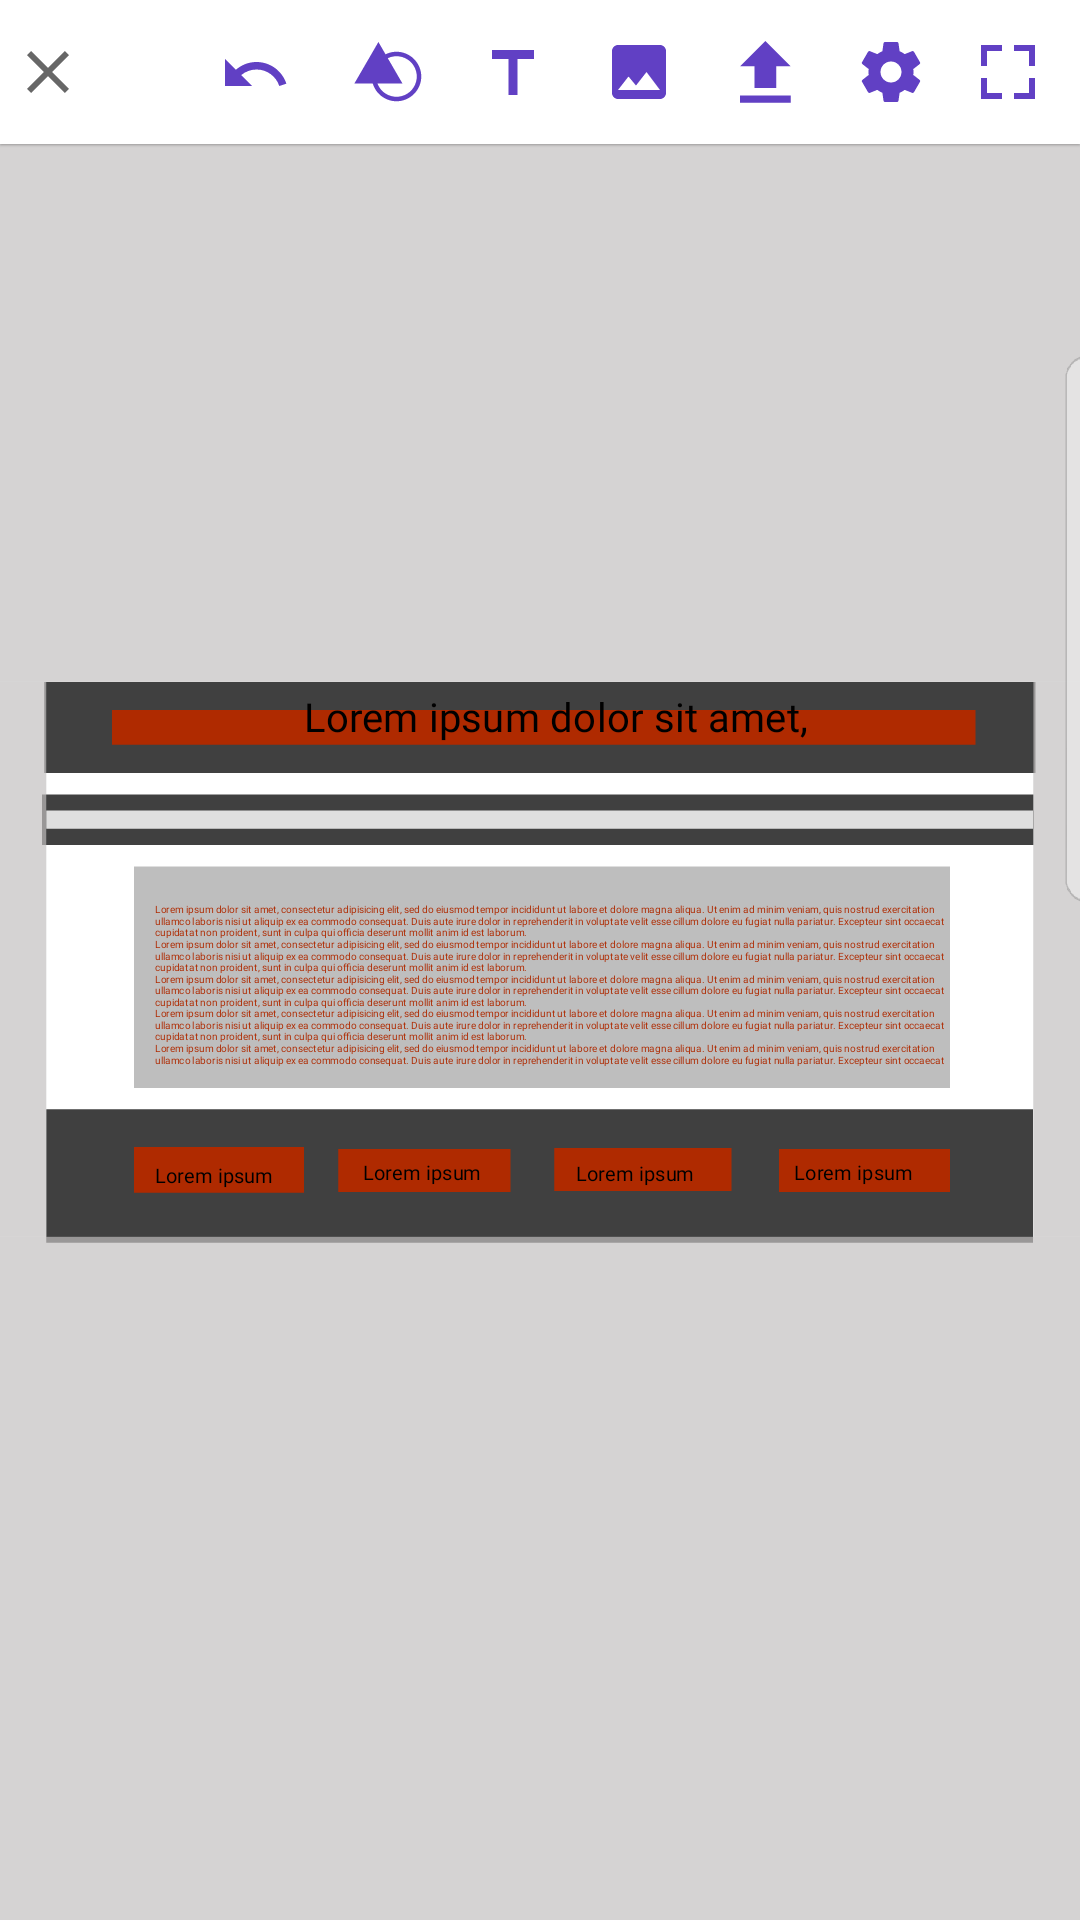 Lorem ipsum dolor sit amet,
Lorem ipsum dolor sit amet, consectetur adipisicing elit, sed do eiusmod tempor incididunt ut labore et dolore magna aliqua. Ut enim ad minim veniam, quis nostrud exercitation
ullamco laboris nisi ut aliquip ex ea commodo consequat. Duis aute irure dolor in reprehenderit in voluptate velit esse cillum dolore eu fugiat nulla pariatur. Excepteur sint occaecat
cupidatat non proident, sunt in culpa qui officia deserunt mollit anim id est laborum.
Lorem ipsum dolor sit amet, consectetur adipisicing elit, sed do eiusmod tempor incididunt ut labore et dolore magna aliqua. Ut enim ad minim veniam, quis nostrud exercitation
ullamco laboris nisi ut aliquip ex ea commodo consequat. Duis aute irure dolor in reprehenderit in voluptate velit esse cillum dolore eu fugiat nulla pariatur. Excepteur sint occaecat
cupidatat non proident, sunt in culpa qui officia deserunt mollit anim id est laborum.
Lorem ipsum dolor sit amet, consectetur adipisicing elit, sed do eiusmod tempor incididunt ut labore et dolore magna aliqua. Ut enim ad minim veniam, quis nostrud exercitation
ullamco laboris nisi ut aliquip ex ea commodo consequat. Duis aute irure dolor in reprehenderit in voluptate velit esse cillum dolore eu fugiat nulla pariatur. Excepteur sint occaecat
cupidatat non proident, sunt in culpa qui officia deserunt mollit anim id est laborum.
Lorem ipsum dolor sit amet, consectetur adipisicing elit, sed do eiusmod tempor incididunt ut labore et dolore magna aliqua. Ut enim ad minim veniam, quis nostrud exercitation
ullamco laboris nisi ut aliquip ex ea commodo consequat. Duis aute irure dolor in reprehenderit in voluptate velit esse cillum dolore eu fugiat nulla pariatur. Excepteur sint occaecat
cupidatat non proident, sunt in culpa qui officia deserunt mollit anim id est laborum.
Lorem ipsum dolor sit amet, consectetur adipisicing elit, sed do eiusmod tempor incididunt ut labore et dolore magna aliqua. Ut enim ad minim veniam, quis nostrud exercitation
ullamco laboris nisi ut aliquip ex ea commodo consequat. Duis aute irure dolor in reprehenderit in voluptate velit esse cillum dolore eu fugiat nulla pariatur. Excepteur sint occaecat
Lorem ipsum
Lorem ipsum
Lorem ipsum
Lorem ipsum